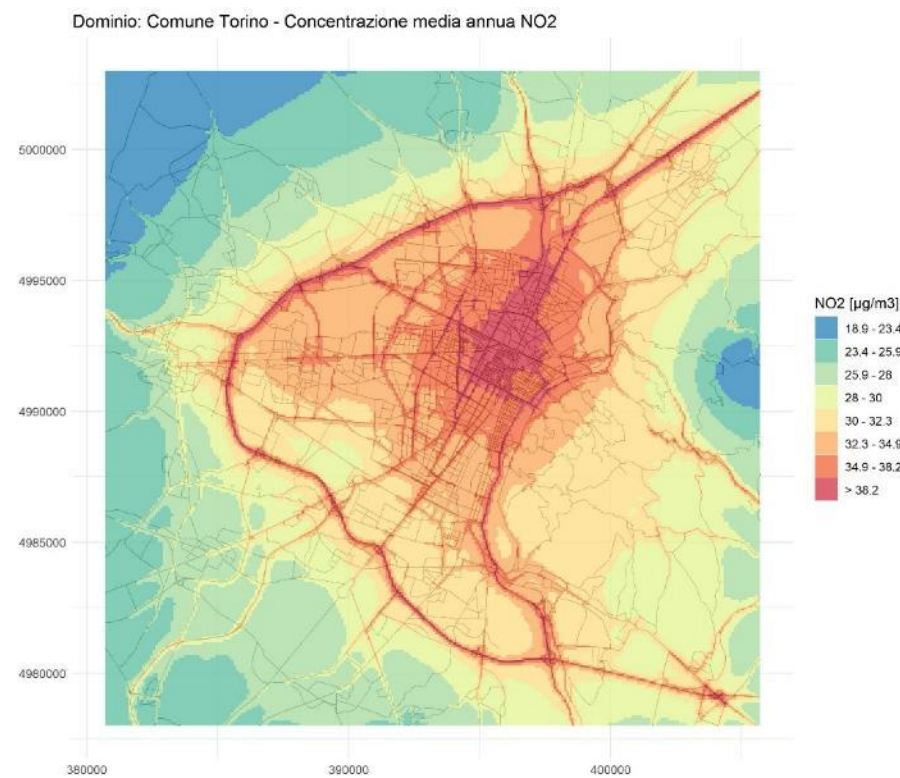 Dominio: Comune Torino - Concentrazione media annua NO2
5000000
4995000
4990000
4985000
4980000
380000
390000
400000
NO2 [µg/m3]
18.9 - 23.4
23.4 - 25.9
25.9 - 28
28 - 30
30 - 32.3
32.3 - 34.9
34.9 - 38.2
> 38.2